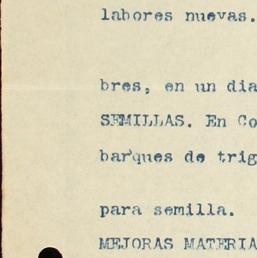 labores nuevas.
bres, en un dia
SEMILLAS. En Co
barques de trig
para semilla.
MEJORAS MATERIA